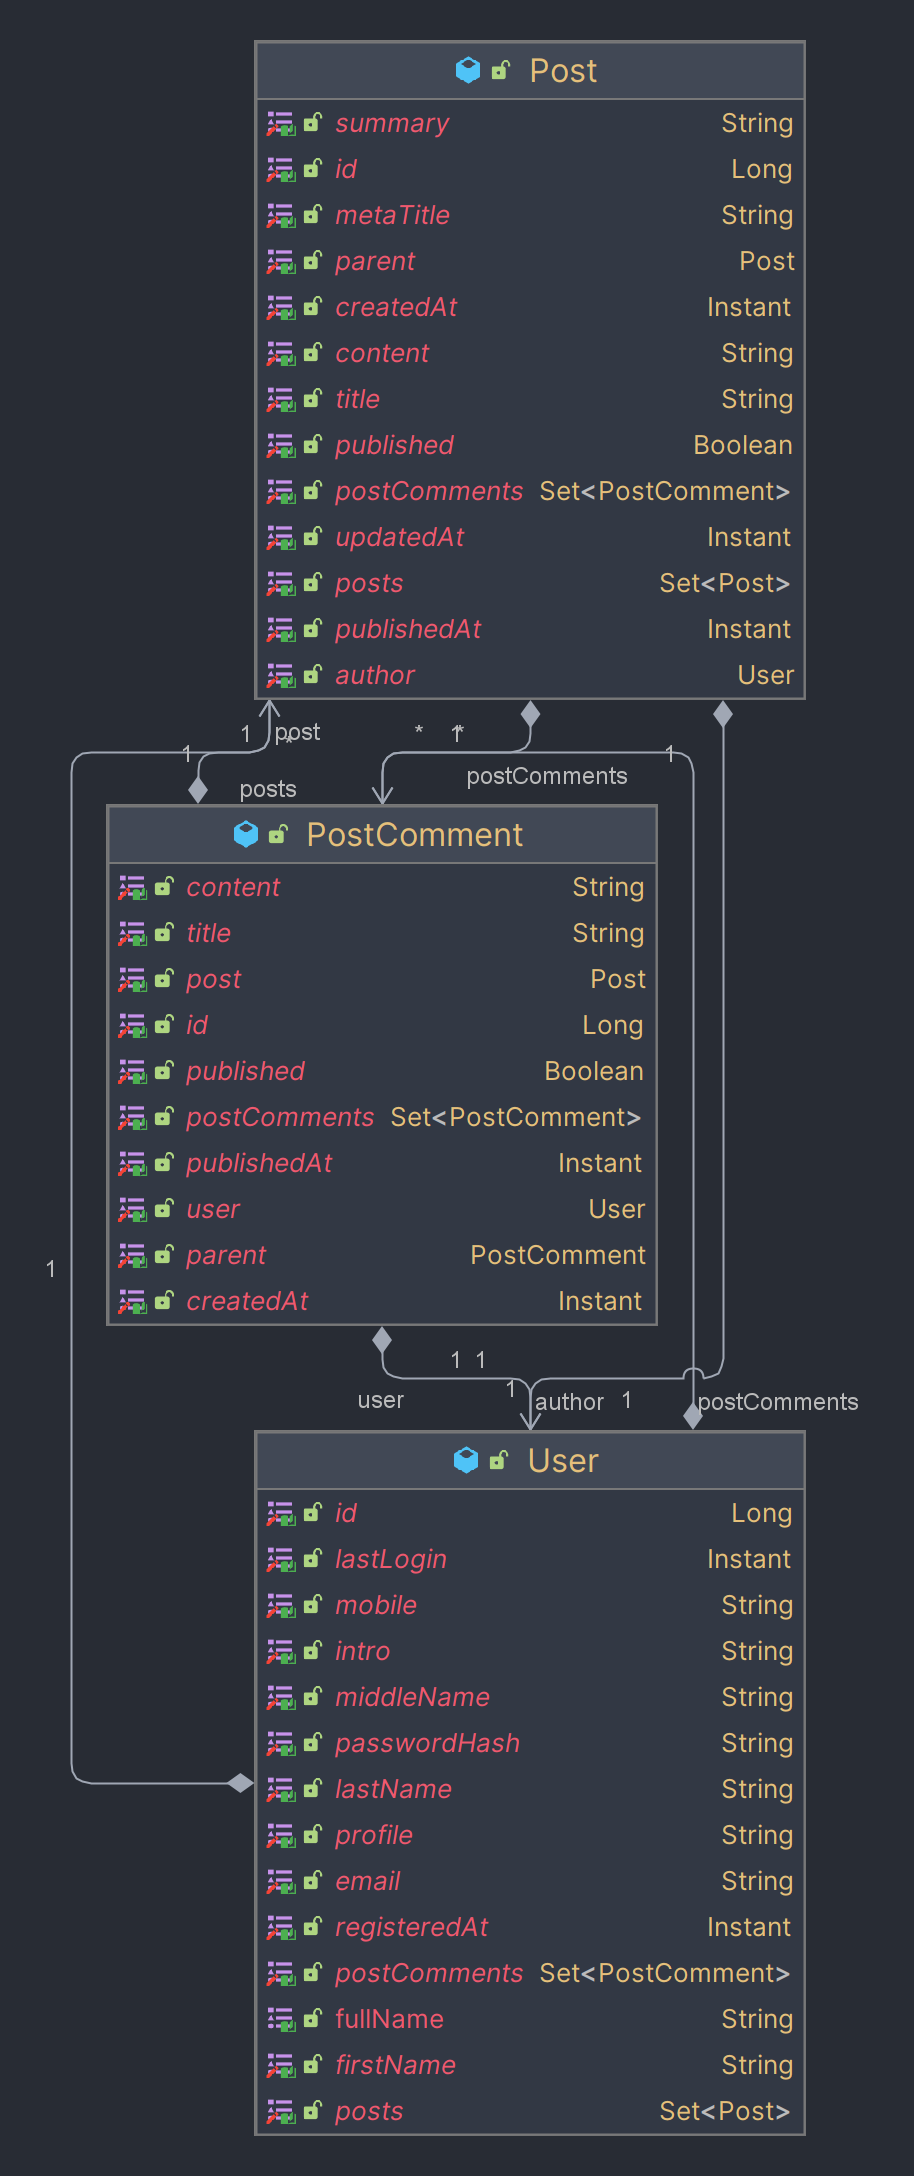 Post
summary String
id Long
metaTitle String
parent Post
createdAt Instant
content String
title String
published Boolean
postComments Set<PostComment>
updatedAt Instant
posts Set<Post>
publishedAt Instant
author User
1 post * 1* 1
*
1
postComments
posts
PostComment
content String
title String
post Post
id Long
published Boolean
postComments Set<PostComment>
publishedAt Instant
user User
parent PostComment
createdAt Instant
1
1 1
1
user author 1 postComments
User
id Long
lastLogin Instant
mobile String
intro String
middleName String
passwordHash String
lastName String
profile String
email String
registeredAt Instant
postComments Set<PostComment>
fullName String
firstName String
posts Set<Post>